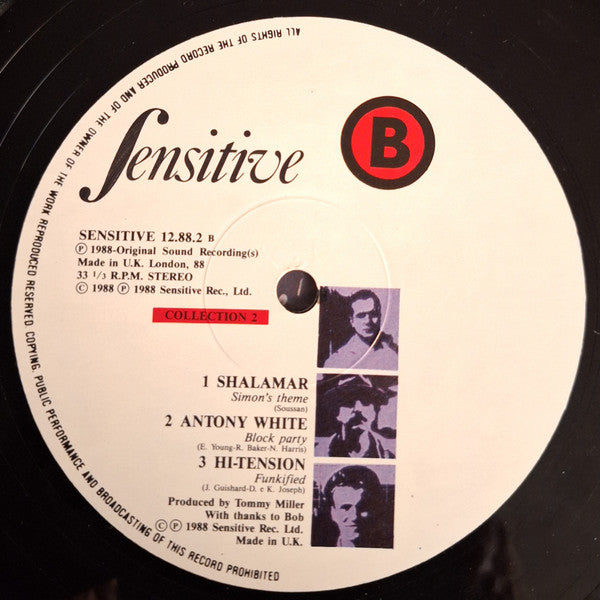 ALL RIGHTS OF THE RECORD PRODUCER AND OF THE OWNER OF THE WORK REPRODUCED RESERVED. COPYING, PUBLIC PERFORMANCE AND BROADCASTING OF THIS RECORD PROHIBITED
Sensitive
B
SENSITIVE 12.88.2 B
Ⓟ 1988-Original Sound Recording(s)
Made in U.K. London, 88
33 1/3 R.P.M. STEREO
© 1988 Ⓟ 1988 Sensitive Rec., Ltd.
COLLECTION 2
1 SHALAMAR
Simon's theme
(Soussan)
2 ANTONY WHITE
Block party
(E. Young-R. Baker-N. Harris)
3 HI-TENSION
Funkified
(J. Guishard-D. e K. Joseph)
Produced by Tommy Miller
With thanks to Bob
© Ⓟ 1988 Sensitive Rec. Ltd.
Made in U.K.